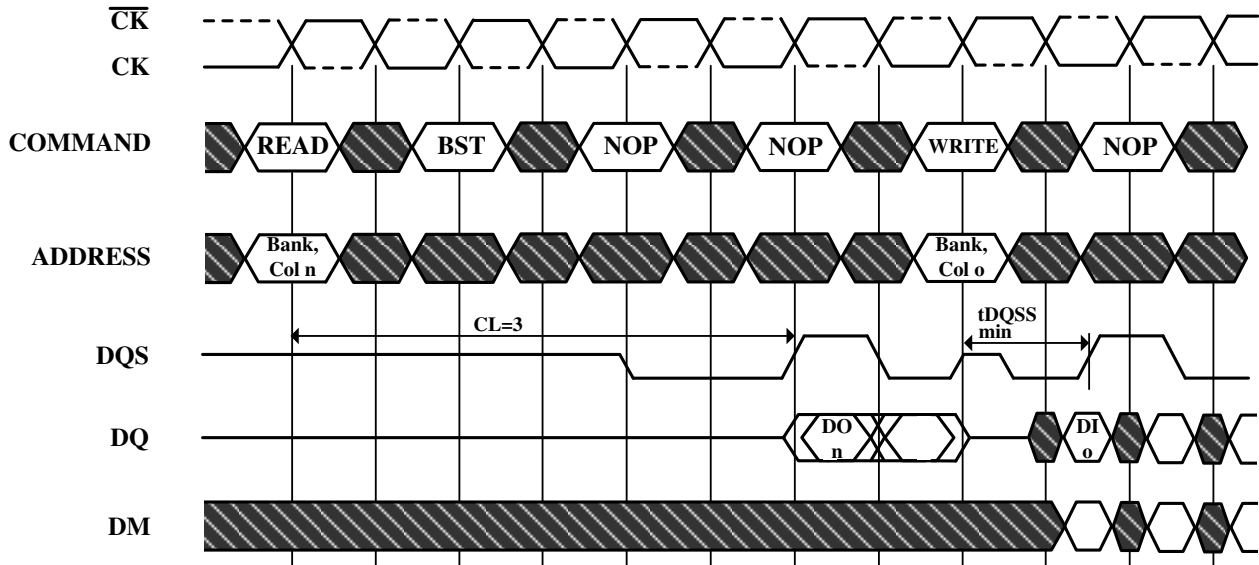 CK
CK
COMMAND
READ
BST
NOP
NOP
WRITE
NOP
ADDRESS
Bank,
Col n
Bank,
Col o
DQS
CL=3
tDQSS
min
DQ
DO
n
DI
o
DM